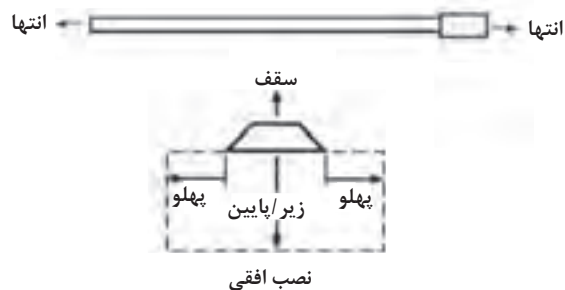 انتها انتها
سقف
پهلو زیر/پایین پهلو
نصب افقی